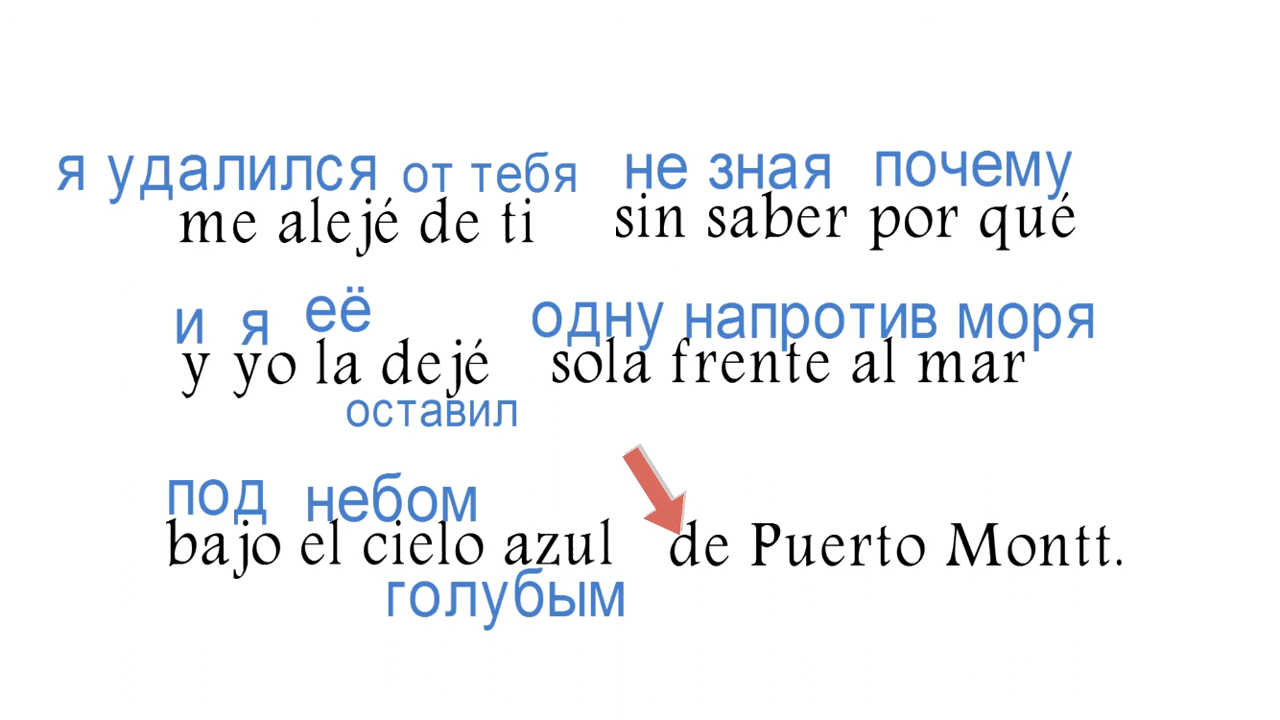 я удалился от тебя не зная почему
me alejé de ti sin saber por qué
и я её одну напротив моря
y yo la dejé sola frente al mar
оставил
под небом
bajo el cielo azul de Puerto Montt.
голубым